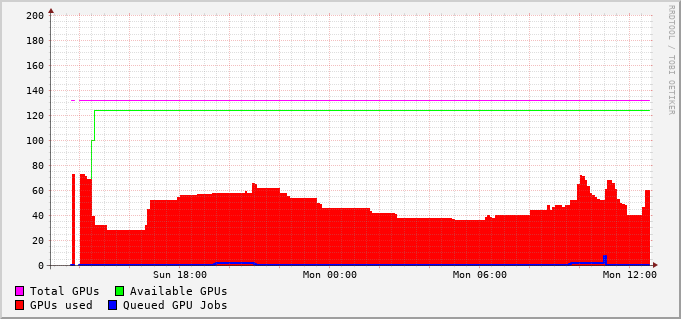 200
180
160
140
120
100
80
60
40
20
0
Sun 18:00 Mon 00:00 Mon 06:00 Mon 12:00
Total GPUs Available GPUs
GPUs used Queued GPU Jobs
RRDTOOL / TOBI OETIKER